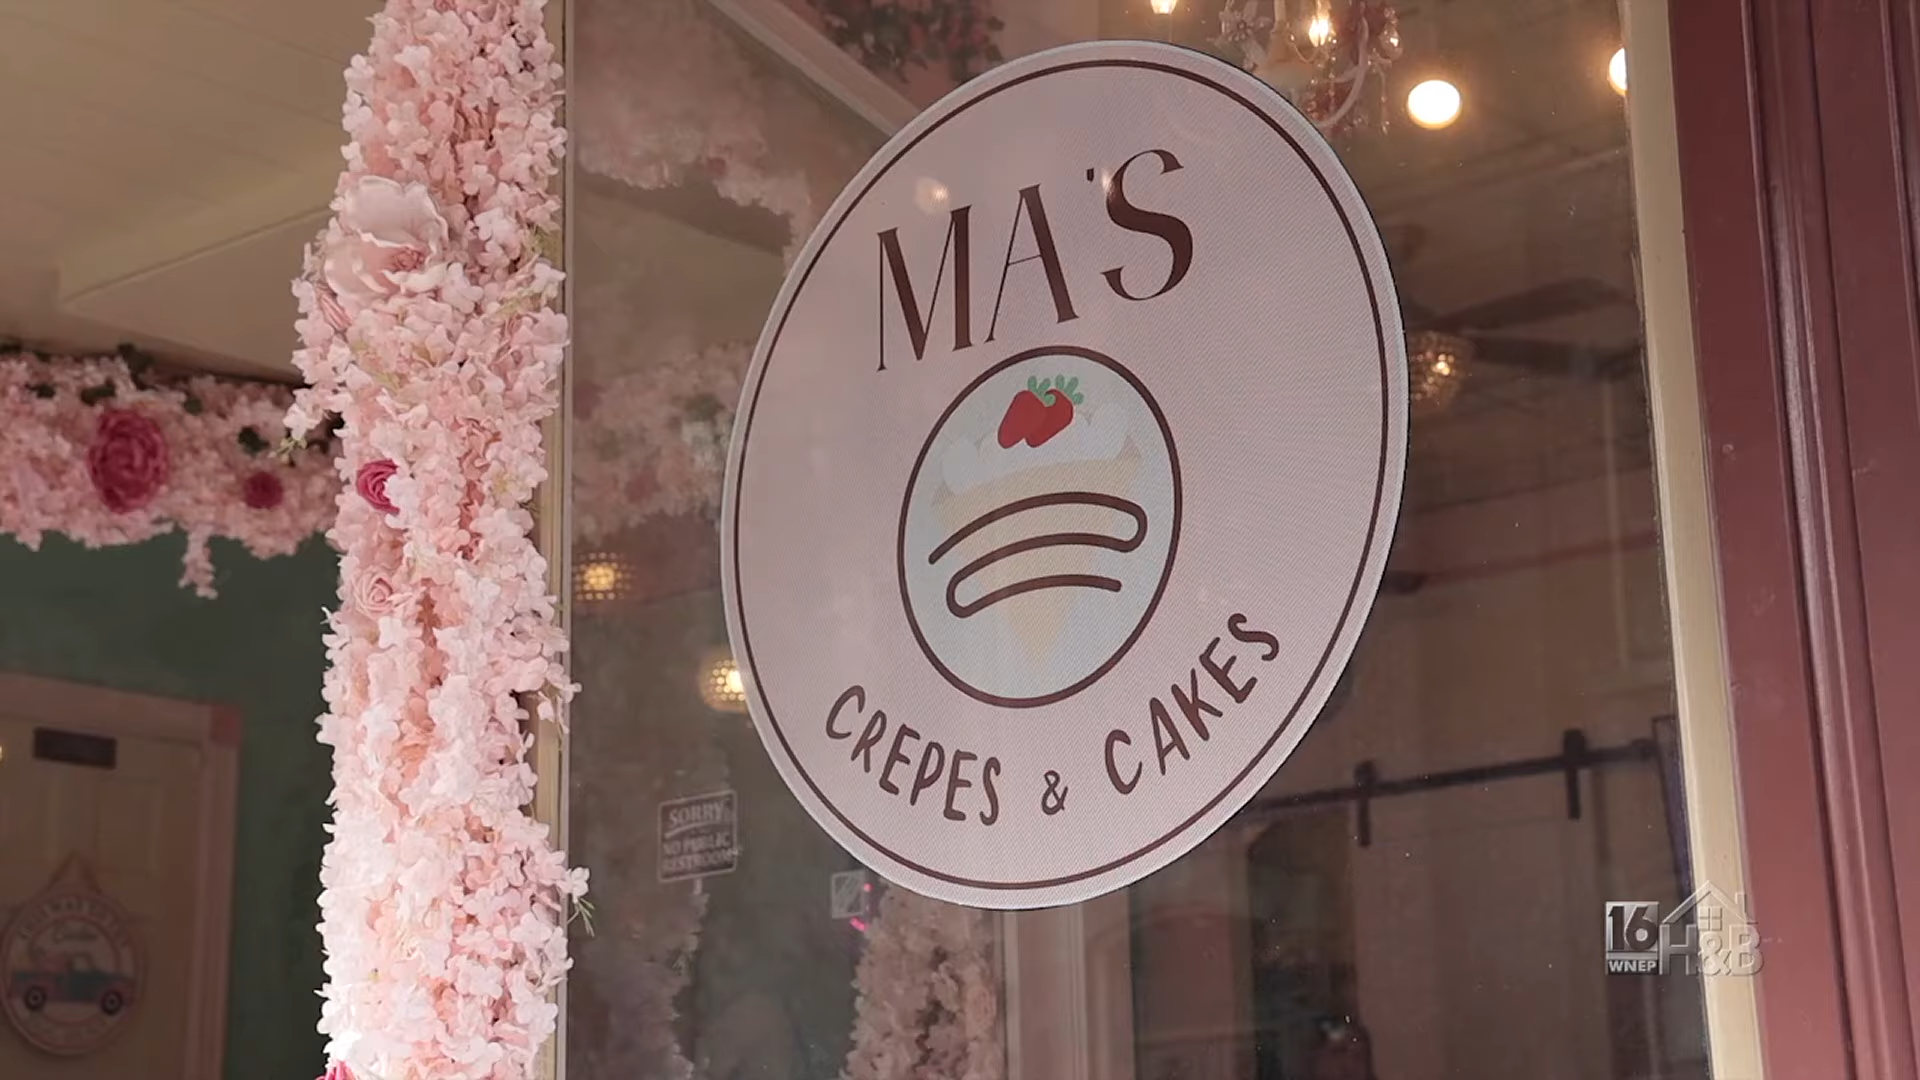 MA'S
CREPES & CAKES
SORRY
NO PUBLIC
RESTROOM
16
WNEP
H&B